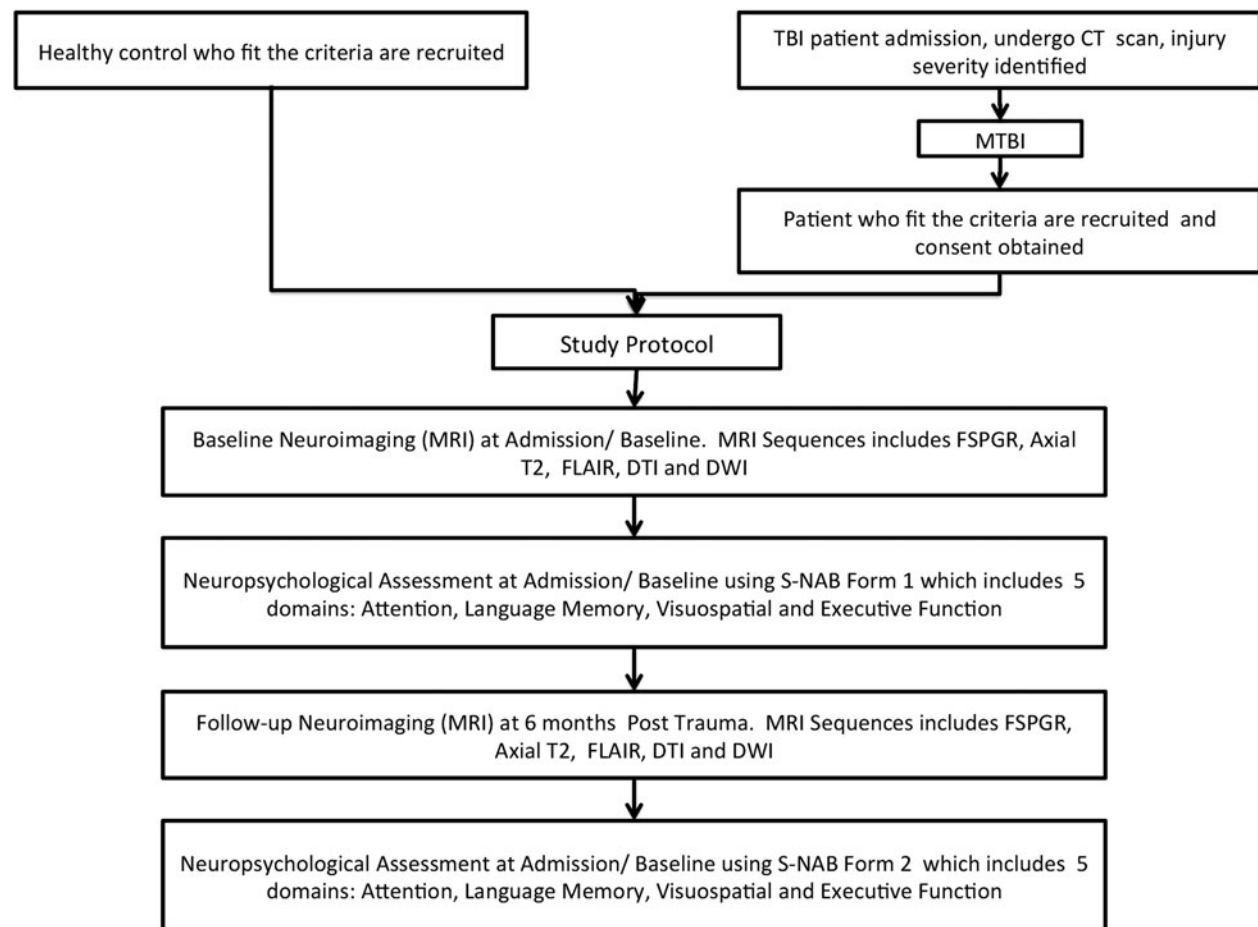 Healthy control who fit the criteria are recruited
TBI patient admission, undergo CT scan, injury
severity identified
MTBI
Patient who fit the criteria are recruited and
consent obtained
Study Protocol
Baseline Neuroimaging (MRI) at Admission/ Baseline. MRI Sequences includes FSPGR, Axial
T2, FLAIR, DTI and DWI
Neuropsychological Assessment at Admission/ Baseline using S-NAB Form 1 which includes 5
domains: Attention, Language Memory, Visuospatial and Executive Function
Follow-up Neuroimaging (MRI) at 6 months Post Trauma. MRI Sequences includes FSPGR,
Axial T2, FLAIR, DTI and DWI
Neuropsychological Assessment at Admission/ Baseline using S-NAB Form 2 which includes 5
domains: Attention, Language Memory, Visuospatial and Executive Function